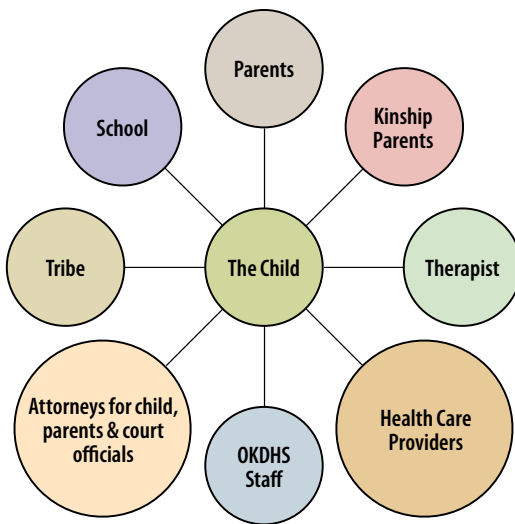 Parents
School
Kinship
Parents
Tribe
The Child
Therapist
Attorneys for child,
parents & court
officials
OKDHS
Staff
Health Care
Providers